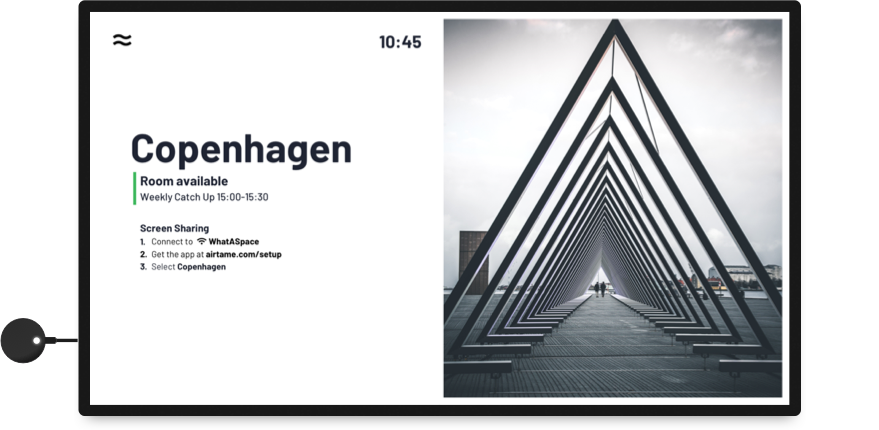 10:45
Copenhagen
Room available
Weekly Catch Up 15:00-15:30
Screen Sharing
1. Connect to WhatASpace
2. Get the app at airtame.com/setup
3. Select Copenhagen